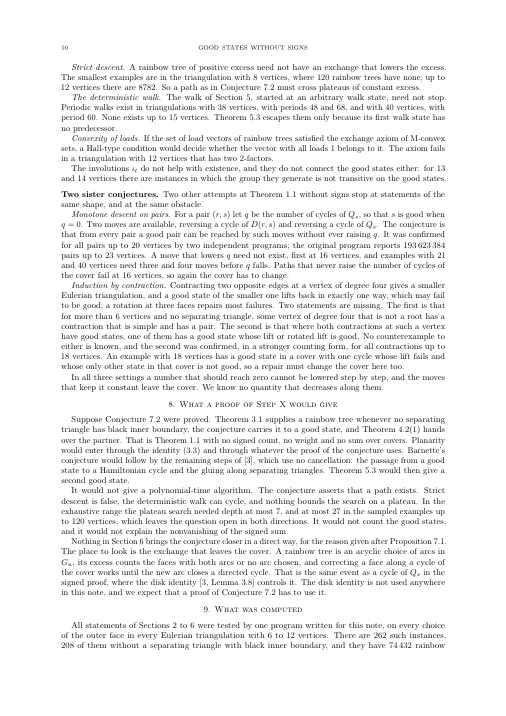 10 GOOD STATES WITHOUT SIGNS
Strict descent. A rainbow tree of positive excess need not have an exchange that lowers the excess.
The smallest examples are in the triangulation with 8 vertices, where 120 rainbow trees have none; up to
12 vertices there are 8782. So a path as in Conjecture 7.2 must cross plateaus of constant excess.
The deterministic walk. The walk of Section 5, started at an arbitrary walk state, need not stop.
Periodic walks exist in triangulations with 38 vertices, with periods 48 and 68, and with 40 vertices, with
period 60. None exists up to 15 vertices. Theorem 5.3 escapes them only because its first walk state has
no predecessor.
Convexity of loads. If the set of load vectors of rainbow trees satisfied the exchange axiom of M-convex
sets, a Hall-type condition would decide whether the vector with all loads 1 belongs to it. The axiom fails
in a triangulation with 12 vertices that has two 2-factors.
The involutions ι_t do not help with existence, and they do not connect the good states either: for 13
and 14 vertices there are instances in which the group they generate is not transitive on the good states.
Two sister conjectures. Two other attempts at Theorem 1.1 without signs stop at statements of the
same shape, and at the same obstacle.
Monotone descent on pairs. For a pair (r, s) let q be the number of cycles of Q_s, so that s is good when
q = 0. Two moves are available, reversing a cycle of D(r, s) and reversing a cycle of Q_s. The conjecture is
that from every pair a good pair can be reached by such moves without ever raising q. It was confirmed
for all pairs up to 20 vertices by two independent programs; the original program reports 193 623 384
pairs up to 23 vertices. A move that lowers q need not exist, first at 16 vertices, and examples with 21
and 40 vertices need three and four moves before q falls. Paths that never raise the number of cycles of
the cover fail at 16 vertices, so again the cover has to change.
Induction by contraction. Contracting two opposite edges at a vertex of degree four gives a smaller
Eulerian triangulation, and a good state of the smaller one lifts back in exactly one way, which may fail
to be good; a rotation at three faces repairs most failures. Two statements are missing. The first is that
for more than 6 vertices and no separating triangle, some vertex of degree four that is not a root has a
contraction that is simple and has a pair. The second is that where both contractions at such a vertex
have good states, one of them has a good state whose lift or rotated lift is good. No counterexample to
either is known, and the second was confirmed, in a stronger counting form, for all contractions up to
18 vertices. An example with 18 vertices has a good state in a cover with one cycle whose lift fails and
whose only other state in that cover is not good, so a repair must change the cover here too.
In all three settings a number that should reach zero cannot be lowered step by step, and the moves
that keep it constant leave the cover. We know no quantity that decreases along them.
8. What a proof of Step X would give
Suppose Conjecture 7.2 were proved. Theorem 3.1 supplies a rainbow tree whenever no separating
triangle has black inner boundary, the conjecture carries it to a good state, and Theorem 4.2(1) hands
over the partner. That is Theorem 1.1 with no signed count, no weight and no sum over covers. Planarity
would enter through the identity (3.3) and through whatever the proof of the conjecture uses. Barnette's
conjecture would follow by the remaining steps of [3], which use no cancellation: the passage from a good
state to a Hamiltonian cycle and the gluing along separating triangles. Theorem 5.3 would then give a
second good state.
It would not give a polynomial-time algorithm. The conjecture asserts that a path exists. Strict
descent is false, the deterministic walk can cycle, and nothing bounds the search on a plateau. In the
exhaustive range the plateau search needed depth at most 7, and at most 27 in the sampled examples up
to 120 vertices, which leaves the question open in both directions. It would not count the good states,
and it would not explain the nonvanishing of the signed sum.
Nothing in Section 6 brings the conjecture closer in a direct way, for the reason given after Proposition 7.1.
The place to look is the exchange that leaves the cover. A rainbow tree is an acyclic choice of arcs in
G_u, its excess counts the faces with both arcs or no arc chosen, and correcting a face along a cycle of
the cover works until the new arc closes a directed cycle. That is the same event as a cycle of Q_s in the
signed proof, where the disk identity [3, Lemma 3.8] controls it. The disk identity is not used anywhere
in this note, and we expect that a proof of Conjecture 7.2 has to use it.
9. What was computed
All statements of Sections 2 to 6 were tested by one program written for this note, on every choice
of the outer face in every Eulerian triangulation with 6 to 12 vertices. There are 262 such instances,
208 of them without a separating triangle with black inner boundary, and they have 74 432 rainbow